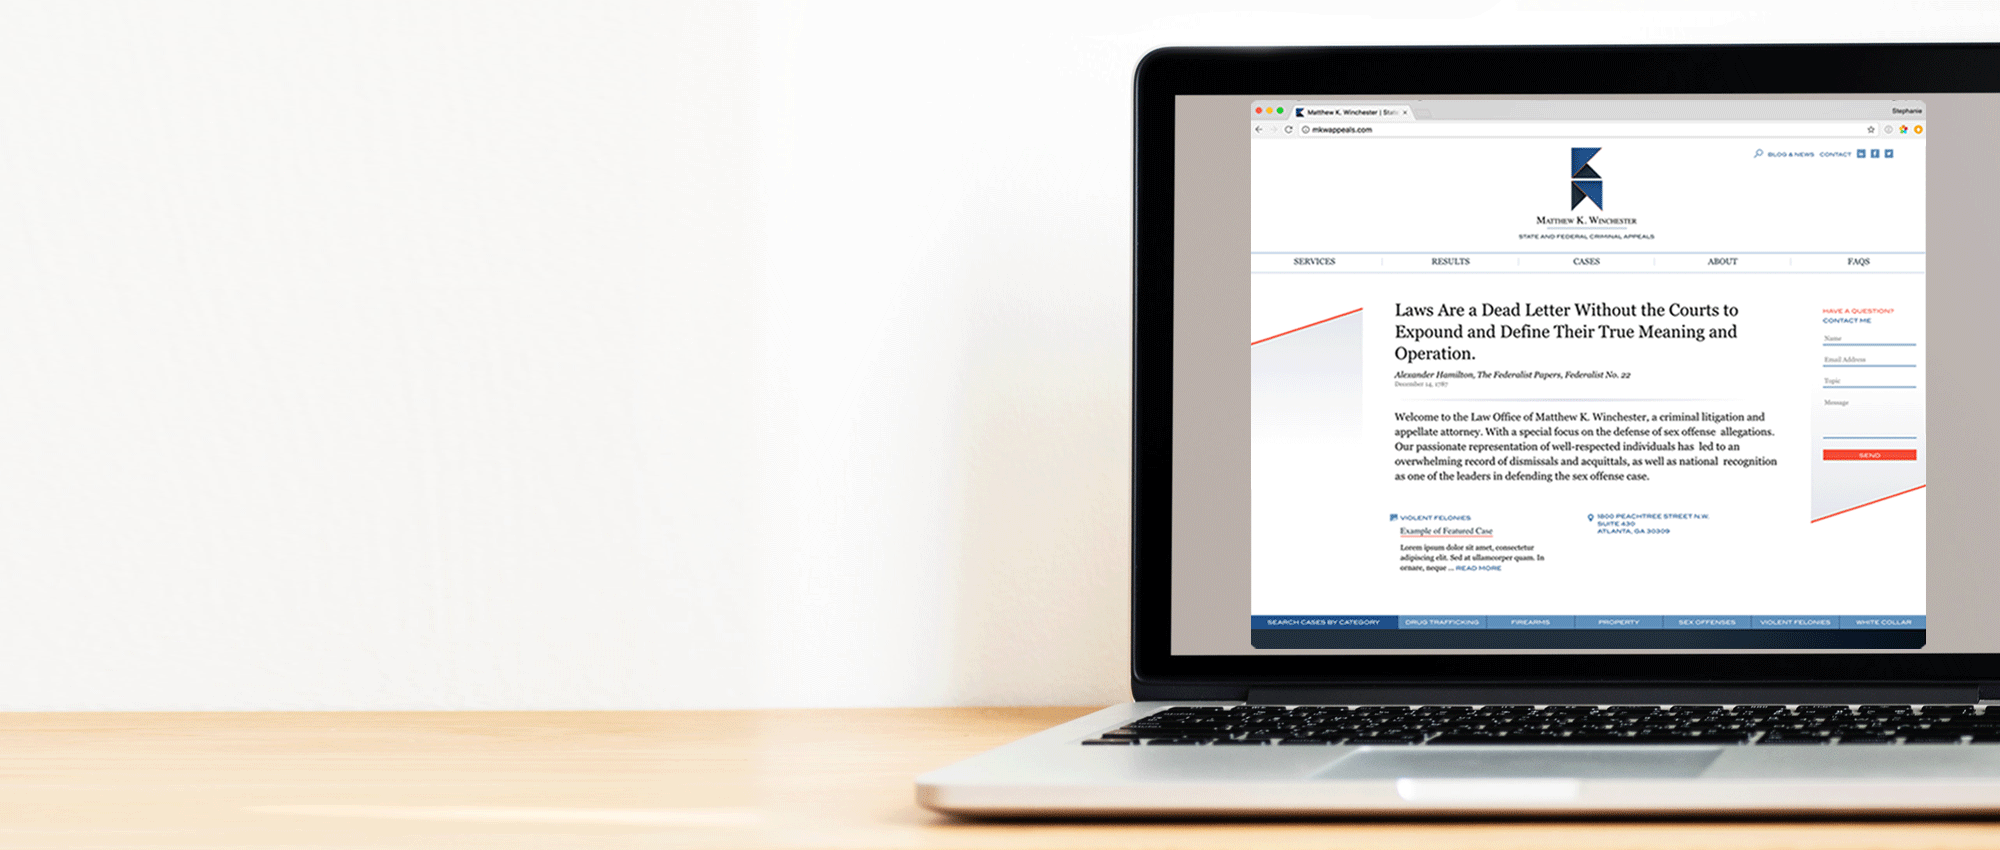 Matthew K. Winchester | State
Stephanie
mkwappeals.com
BLOG & NEWS CONTACT
MATTHEW K. WINCHESTER
STATE AND FEDERAL CRIMINAL APPEALS
SERVICES RESULTS CASES ABOUT FAQS
Laws Are a Dead Letter Without the Courts to
Expound and Define Their True Meaning and
Operation.
Alexander Hamilton, The Federalist Papers, Federalist No. 22
December 14, 1787
Welcome to the Law Office of Matthew K. Winchester, a criminal litigation and
appellate attorney. With a special focus on the defense of sex offense allegations.
Our passionate representation of well-respected individuals has led to an
overwhelming record of dismissals and acquittals, as well as national recognition
as one of the leaders in defending the sex offense case.
HAVE A QUESTION?
CONTACT ME
Name
Email Address
Topic
Message
SEND
VIOLENT FELONIES
Example of Featured Case
Lorem ipsum dolor sit amet, consectetur
adipiscing elit. Sed at ullamcorper quam. In
ornare, neque ... READ MORE
1800 PEACHTREE STREET N.W.
SUITE 430
ATLANTA, GA 30309
SEARCH CASES BY CATEGORY DRUG TRAFFICKING FIREARMS PROPERTY SEX OFFENSES VIOLENT FELONIES WHITE COLLAR